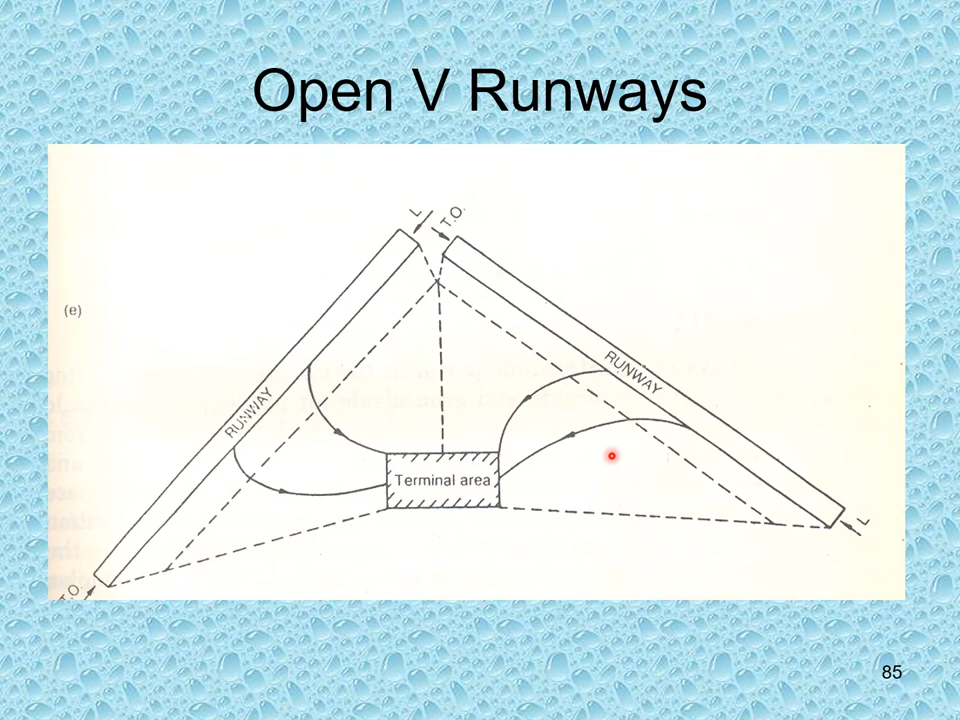 Open V Runways
L
T.O.
(e)
RUNWAY
RUNWAY
Terminal area
L
T.O.
85